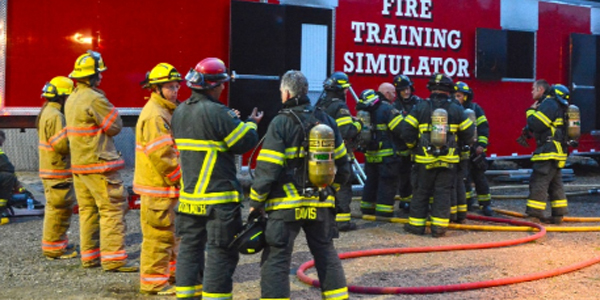 FIRE
TRAINING
SIMULATOR
DAVIS